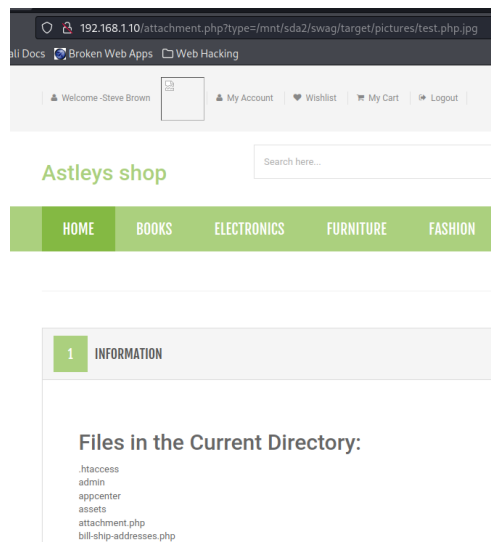 192.168.1.10/attachment.php?type=/mnt/sda2/swag/target/pictures/test.php.jpg
ali Docs Broken Web Apps Web Hacking
Welcome -Steve Brown My Account Wishlist My Cart Logout
Astleys shop
Search here...
HOME BOOKS ELECTRONICS FURNITURE FASHION
1 INFORMATION
Files in the Current Directory:
.htaccess
admin
appcenter
assets
attachment.php
bill-ship-addresses.php